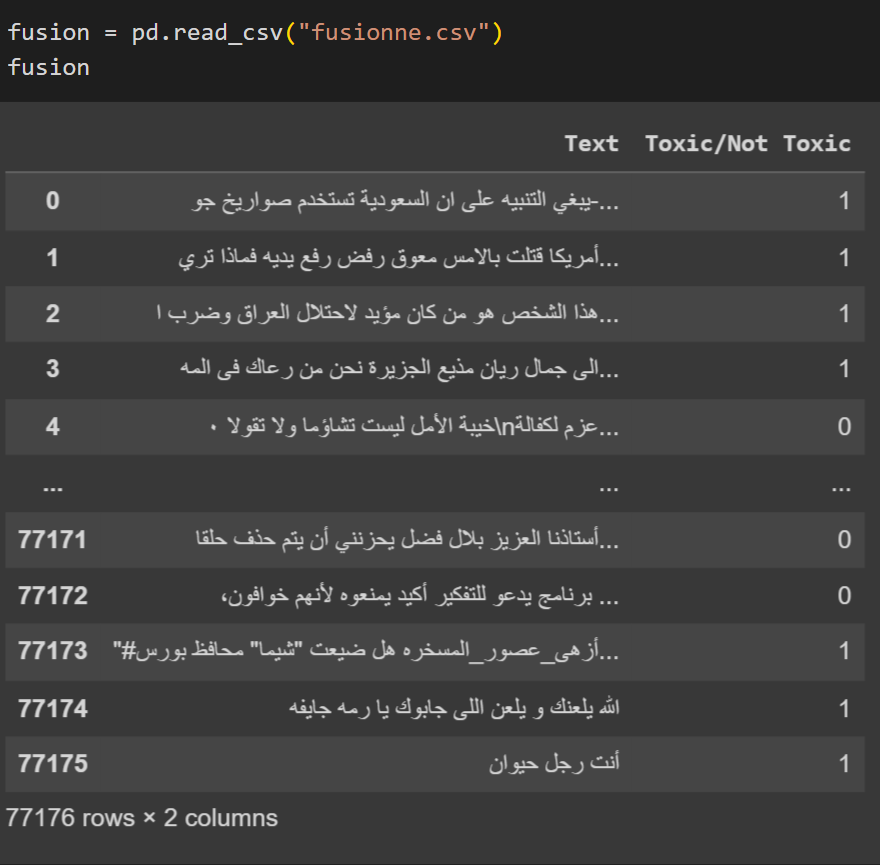 fusion = pd.read_csv("fusionne.csv")
fusion
Text Toxic/Not Toxic
0 ...-يبغي التنبيه على ان السعودية تستخدم صواريخ جو 1
1 ...أمريكا قتلت بالامس معوق رفض رفع يديه فماذا تري 1
2 ...هذا الشخص هو من كان مؤيد لاحتلال العراق وضرب ا 1
3 ...الى جمال ريان مذيع الجزيرة نحن من رعاك فى المه 1
4 ...عزم لكفالة\nخيبة الأمل ليست تشاؤما ولا تقولا ٠ 0
... ... ...
77171 ...أستاذنا العزيز بلال فضل يحزنني أن يتم حذف حلقا 0
77172 ... برنامج يدعو للتفكير أكيد يمنعوه لأنهم خوافون، 0
77173 ...أزهى_عصور_المسخره هل ضيعت "شيما" محافظ بورس#" 1
77174 الله يلعنك و يلعن اللى جابوك يا رمه جايفه 1
77175 أنت رجل حيوان 1
77176 rows × 2 columns